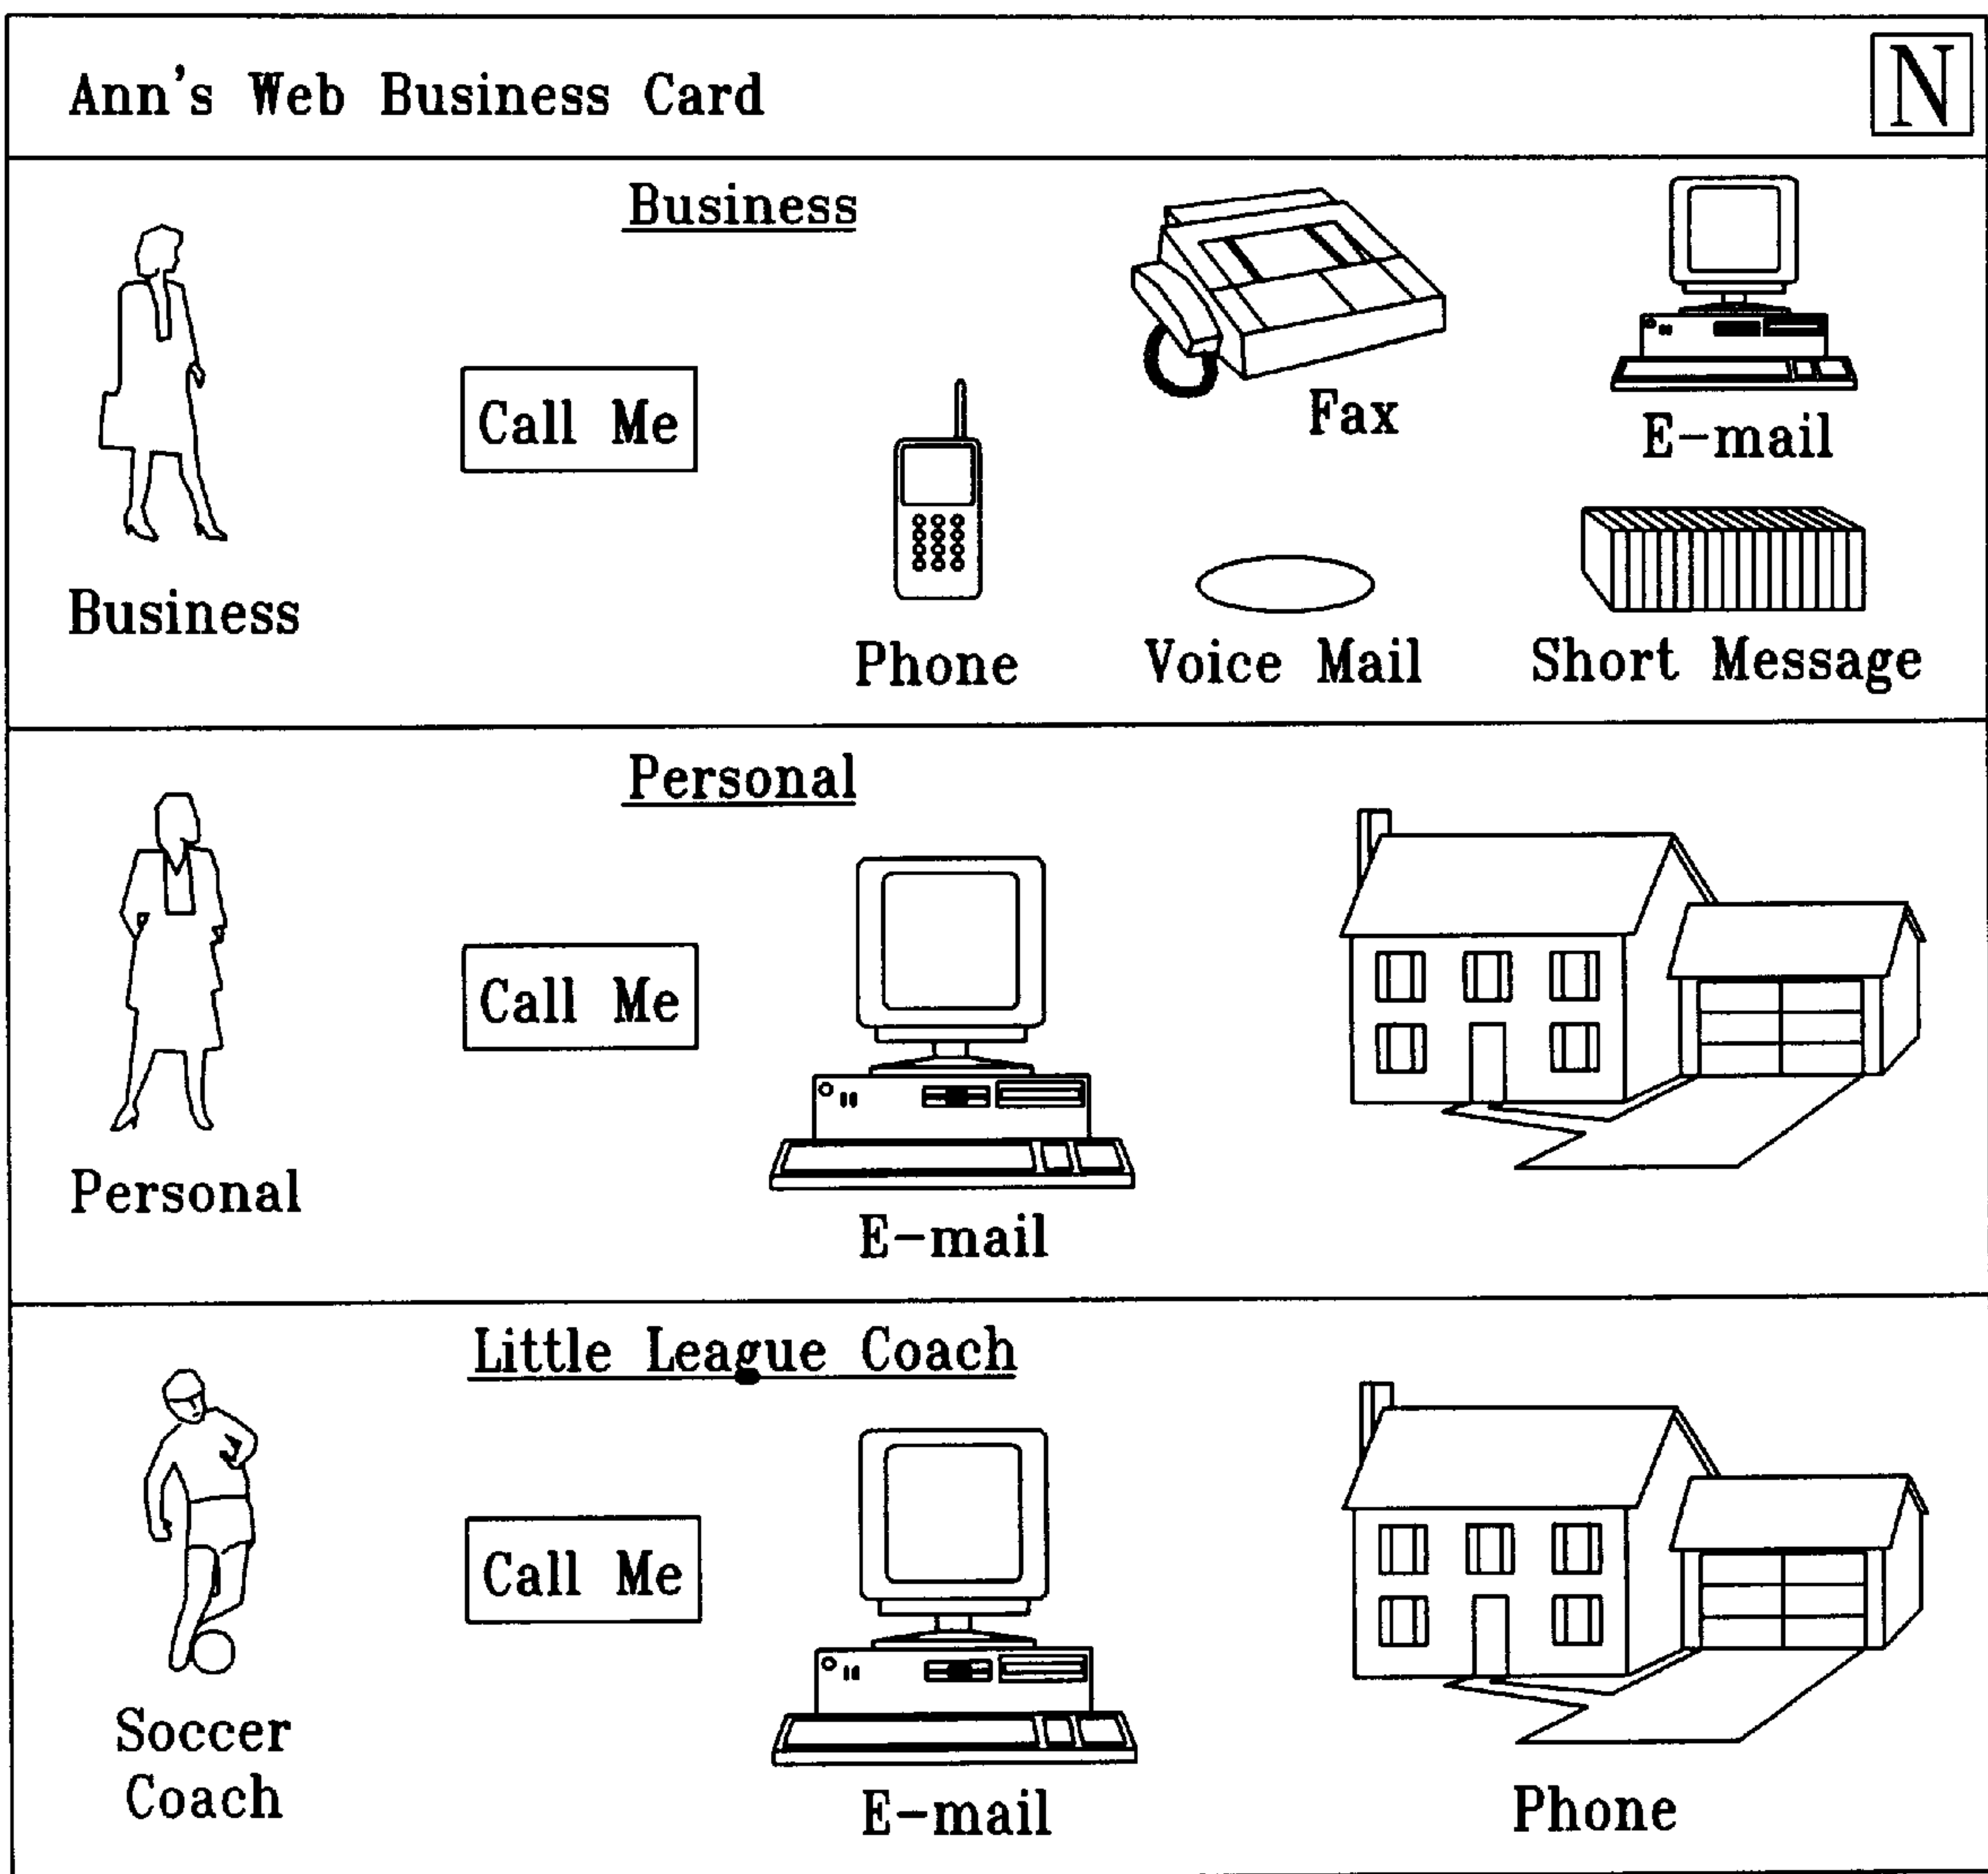 Ann's Web Business Card
N
Business
Call Me
Fax
E-mail
Business
Phone
Voice Mail
Short Message
Personal
Call Me
Personal
E-mail
Little League Coach
Call Me
Soccer
Coach
E-mail
Phone